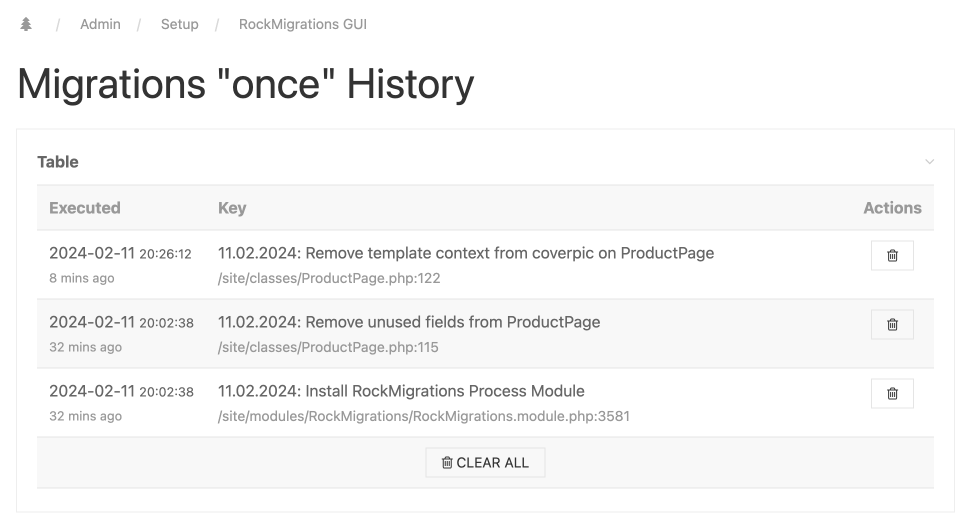 / Admin / Setup / RockMigrations GUI
Migrations "once" History
Table
Executed Key Actions
2024-02-11 20:26:12 11.02.2024: Remove template context from coverpic on ProductPage
8 mins ago /site/classes/ProductPage.php:122
2024-02-11 20:02:38 11.02.2024: Remove unused fields from ProductPage
32 mins ago /site/classes/ProductPage.php:115
2024-02-11 20:02:38 11.02.2024: Install RockMigrations Process Module
32 mins ago /site/modules/RockMigrations/RockMigrations.module.php:3581
CLEAR ALL